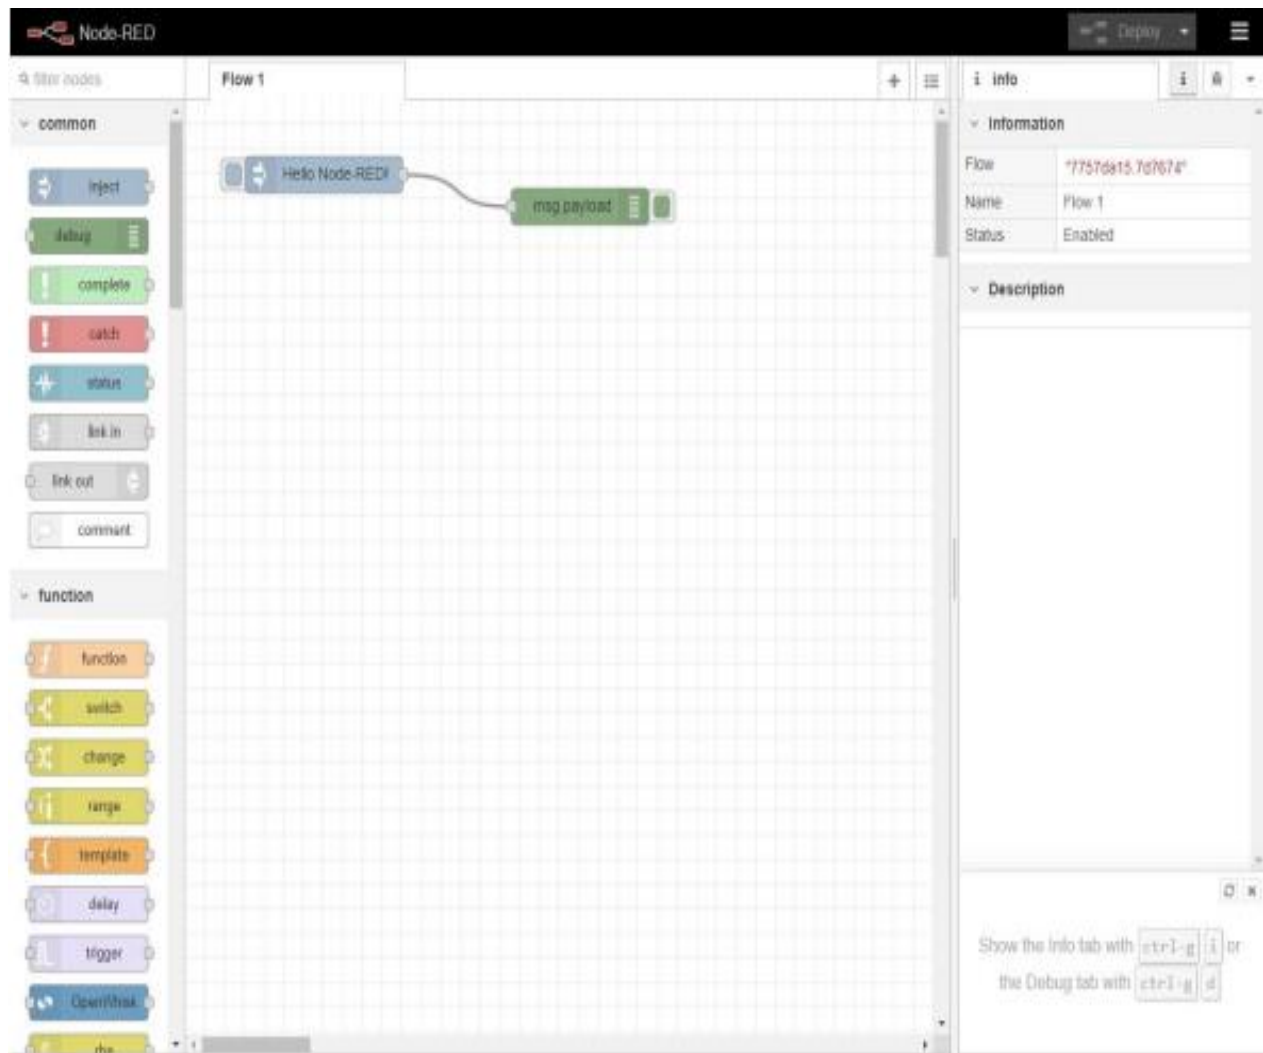 Node-RED
Deploy
filter nodes
Flow 1
info
common
inject
debug
complete
catch
status
link in
link out
comment
function
function
switch
change
range
template
delay
trigger
OpenWhisk
rbe
Hello Node-RED!
msg.payload
Information
Flow
Name Flow 1
Status Enabled
Description
Show the Info tab with ctrl-g i or
the Debug tab with ctrl-g d